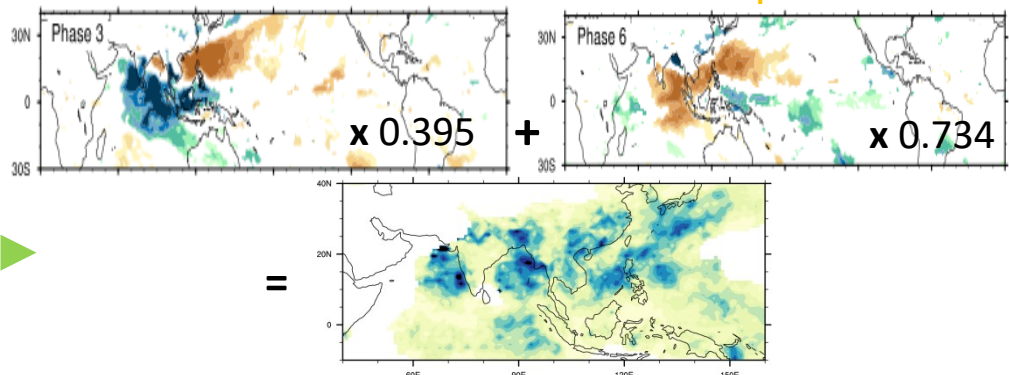 30N Phase 3
0
30S
x 0.395
+
30N Phase 6
0
30S
x 0.734
=
40N
20N
0
60E 90E 120E 150E